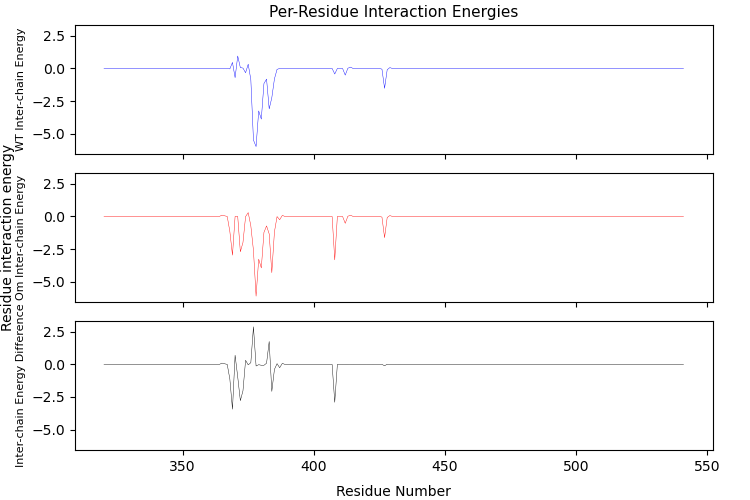 Per-Residue Interaction Energies
Residue interaction energy
WT Inter-chain Energy
2.5
0.0
−2.5
−5.0
Om Inter-chain Energy
2.5
0.0
−2.5
−5.0
Inter-chain Energy Difference
2.5
0.0
−2.5
−5.0
350
400
450
500
550
Residue Number